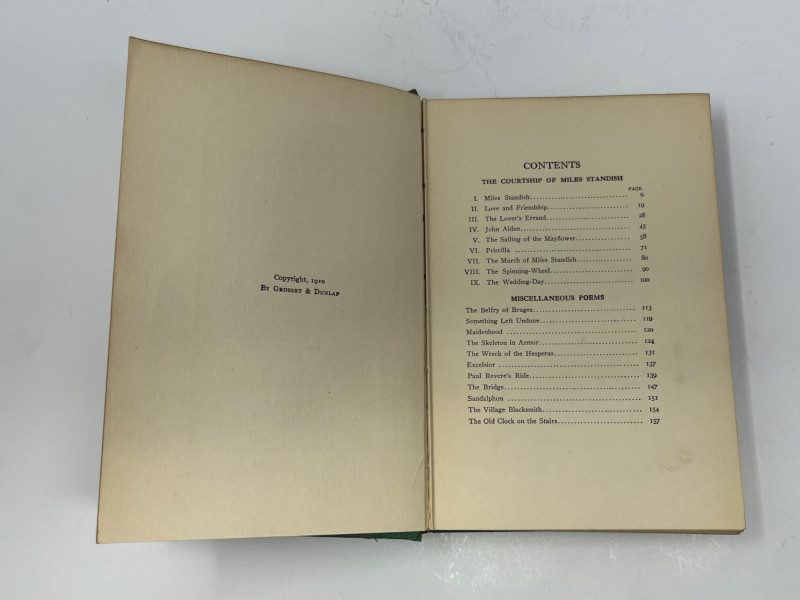 Copyright, 1910
By Grosset & Dunlap
CONTENTS
THE COURTSHIP OF MILES STANDISH
PAGE.
I. Miles Standish.............................. 9
II. Love and Friendship......................... 19
III. The Lover's Errand......................... 28
IV. John Alden................................. 45
V. The Sailing of the Mayflower................ 58
VI. Priscilla .................................. 71
VII. The March of Miles Standish................ 80
VIII. The Spinning-Wheel........................ 90
IX. The Wedding-Day............................ 100
MISCELLANEOUS POEMS
The Belfry of Bruges............................ 113
Something Left Undone........................... 119
Maidenhood ..................................... 120
The Skeleton in Armor........................... 124
The Wreck of the Hesperus....................... 131
Excelsior ...................................... 137
Paul Revere's Ride.............................. 139
The Bridge...................................... 147
Sandalphon ..................................... 151
The Village Blacksmith.......................... 154
The Old Clock on the Stairs..................... 157